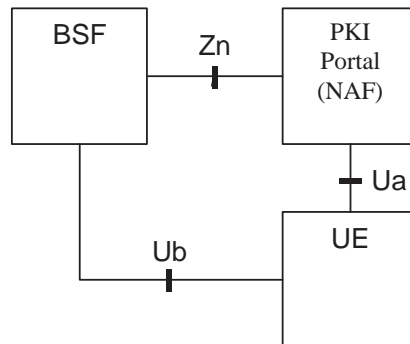 BSF
Zn
PKI
Portal
(NAF)
Ua
UE
Ub